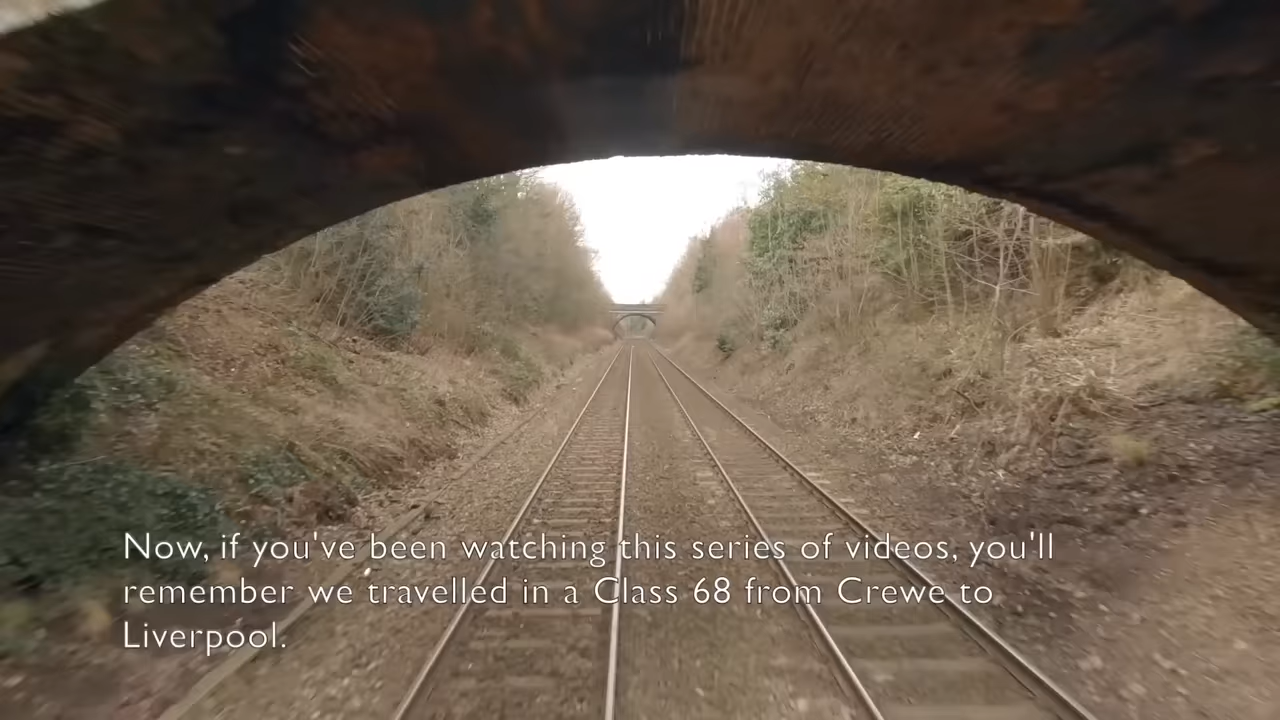 Now, if you've been watching this series of videos, you'll
remember we travelled in a Class 68 from Crewe to
Liverpool.